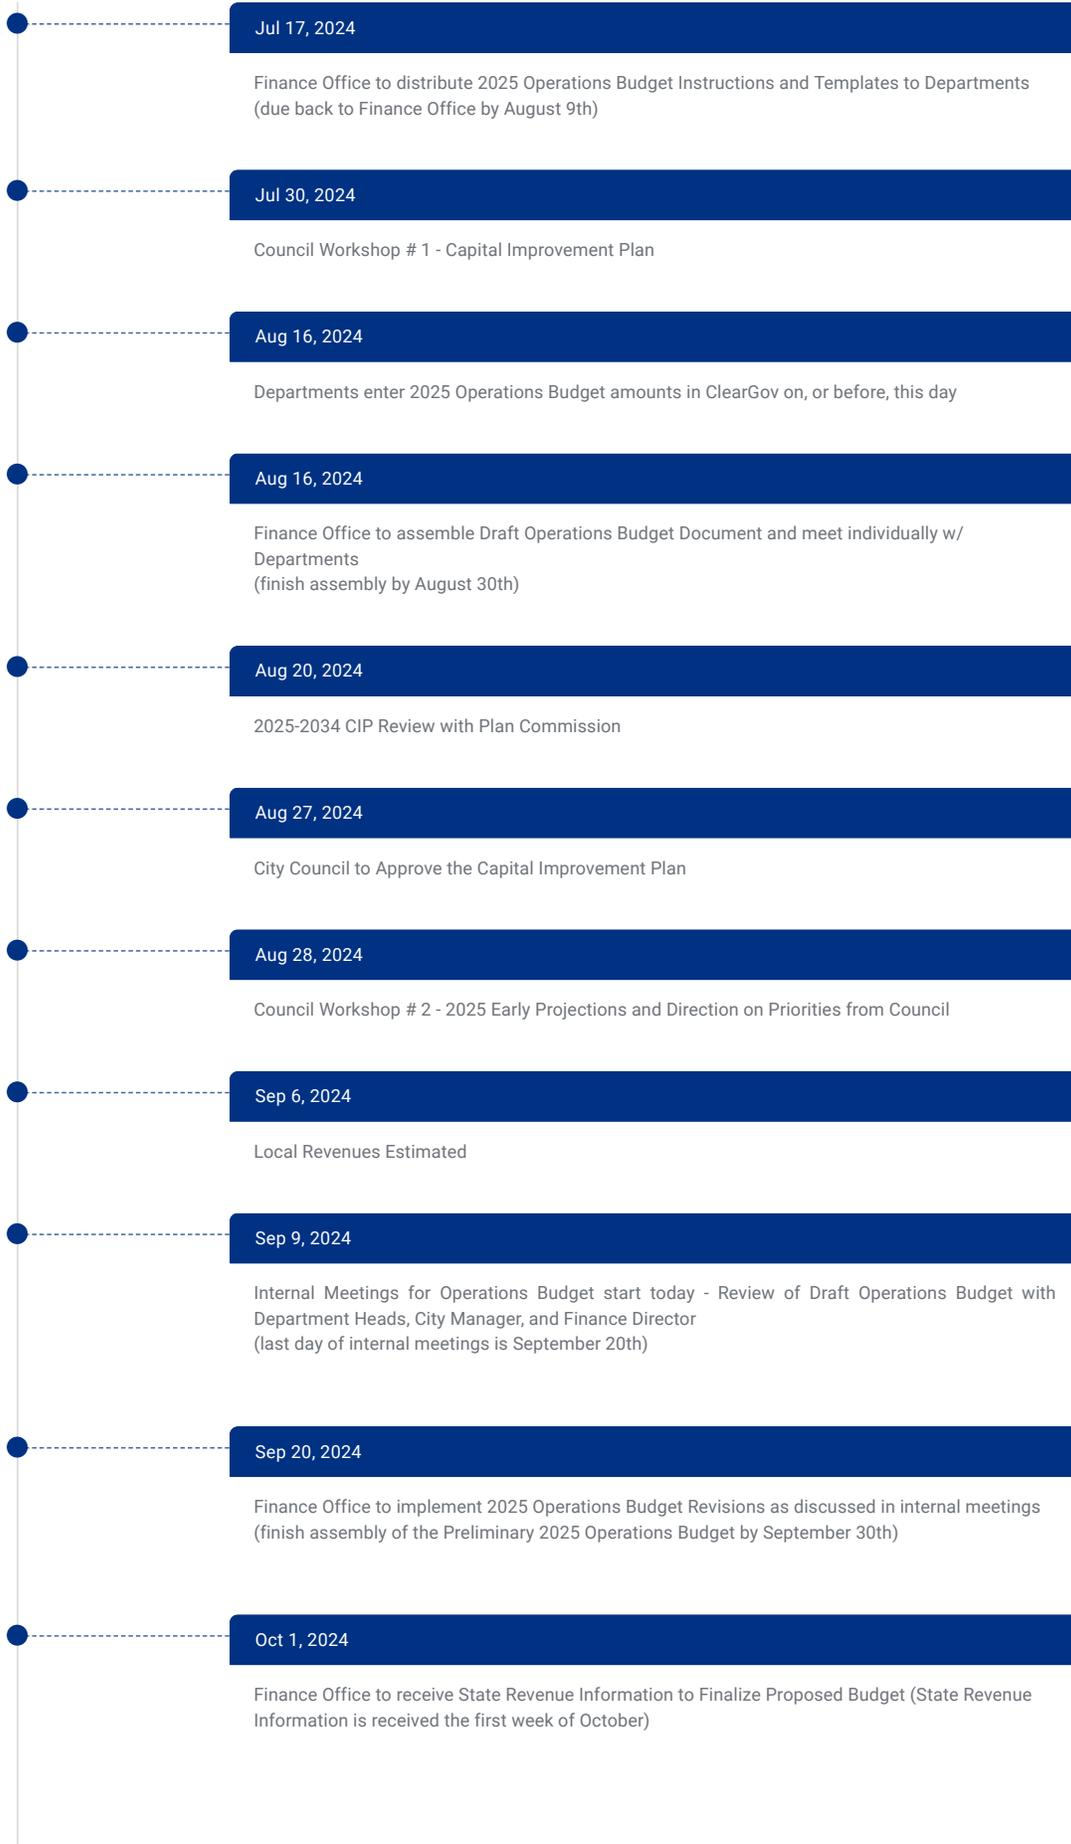 Jul 17, 2024
Finance Office to distribute 2025 Operations Budget Instructions and Templates to Departments
(due back to Finance Office by August 9th)
Jul 30, 2024
Council Workshop # 1 - Capital Improvement Plan
Aug 16, 2024
Departments enter 2025 Operations Budget amounts in ClearGov on, or before, this day
Aug 16, 2024
Finance Office to assemble Draft Operations Budget Document and meet individually w/
Departments
(finish assembly by August 30th)
Aug 20, 2024
2025-2034 CIP Review with Plan Commission
Aug 27, 2024
City Council to Approve the Capital Improvement Plan
Aug 28, 2024
Council Workshop # 2 - 2025 Early Projections and Direction on Priorities from Council
Sep 6, 2024
Local Revenues Estimated
Sep 9, 2024
Internal Meetings for Operations Budget start today - Review of Draft Operations Budget with
Department Heads, City Manager, and Finance Director
(last day of internal meetings is September 20th)
Sep 20, 2024
Finance Office to implement 2025 Operations Budget Revisions as discussed in internal meetings
(finish assembly of the Preliminary 2025 Operations Budget by September 30th)
Oct 1, 2024
Finance Office to receive State Revenue Information to Finalize Proposed Budget (State Revenue
Information is received the first week of October)